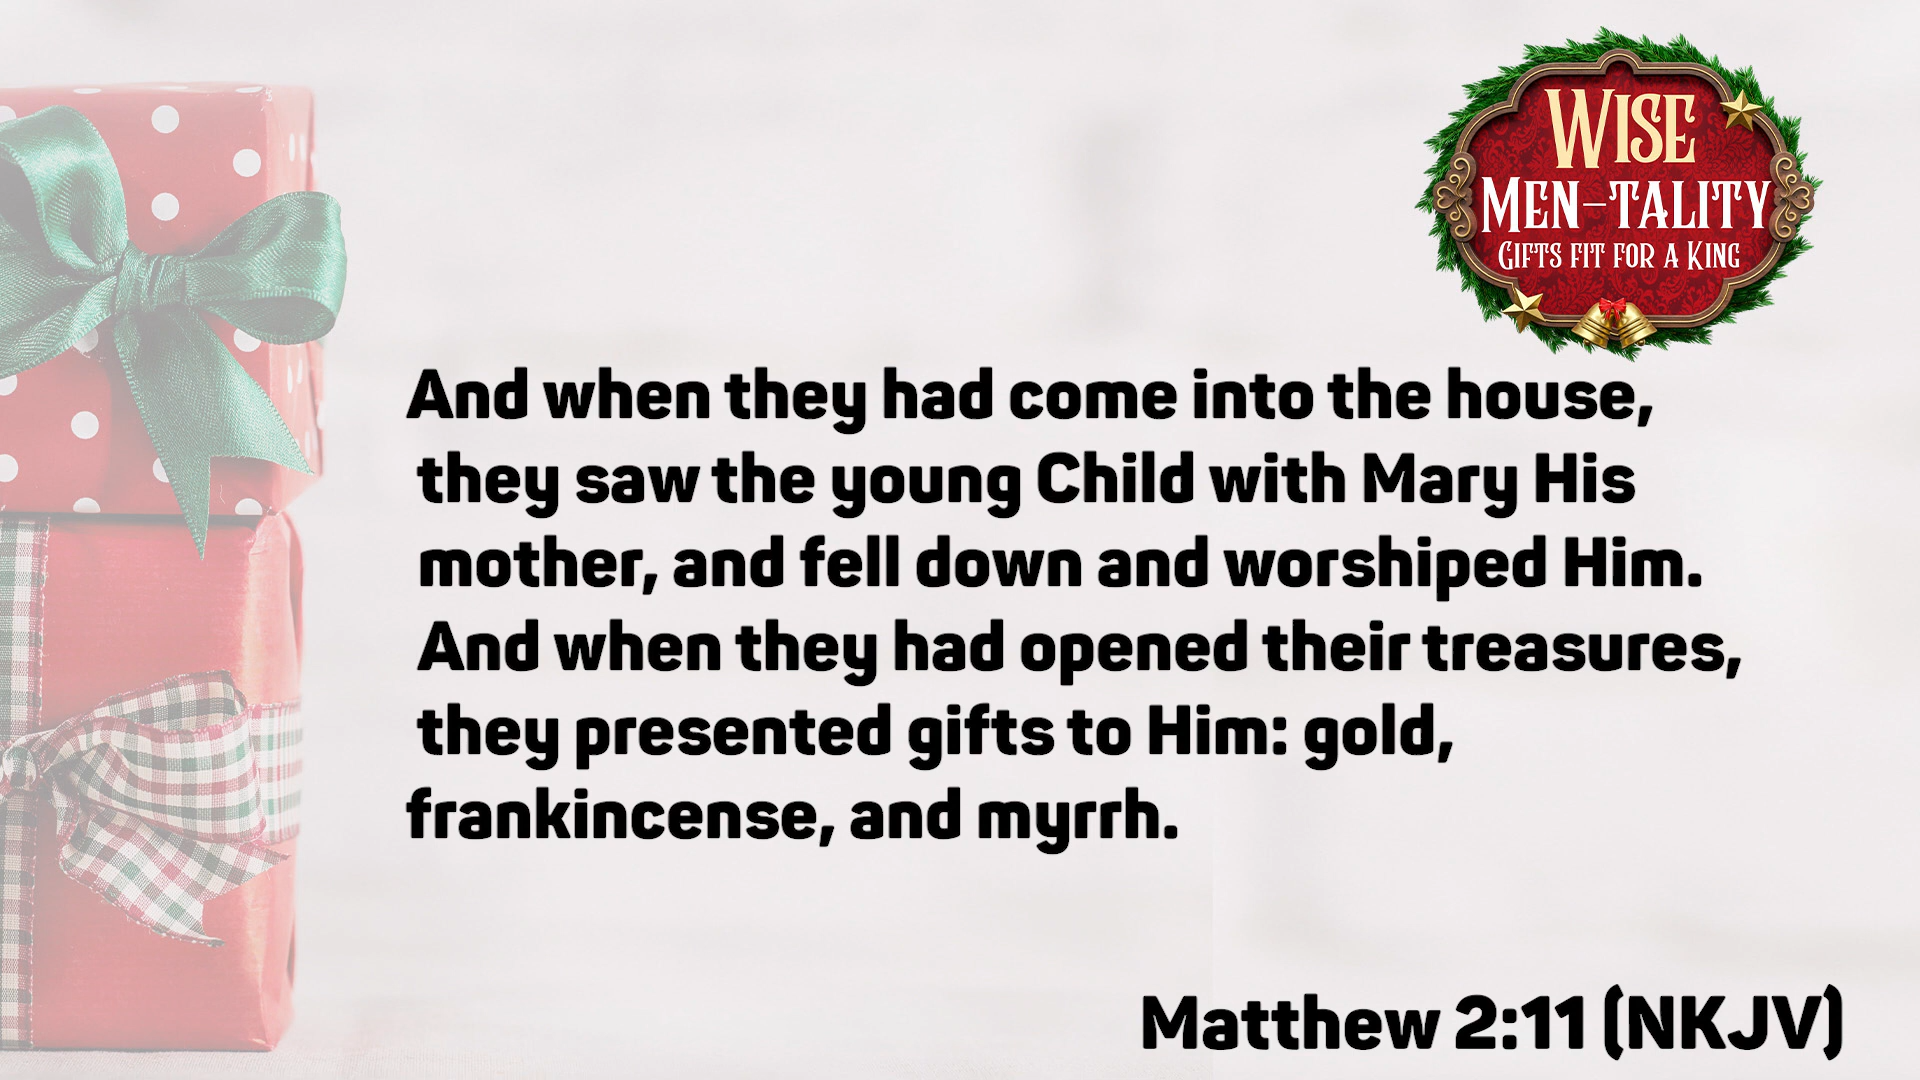 Wise
Men-tality
Gifts fit for a King
And when they had come into the house,
they saw the young Child with Mary His
mother, and fell down and worshiped Him.
And when they had opened their treasures,
they presented gifts to Him: gold,
frankincense, and myrrh.
Matthew 2:11 (NKJV)